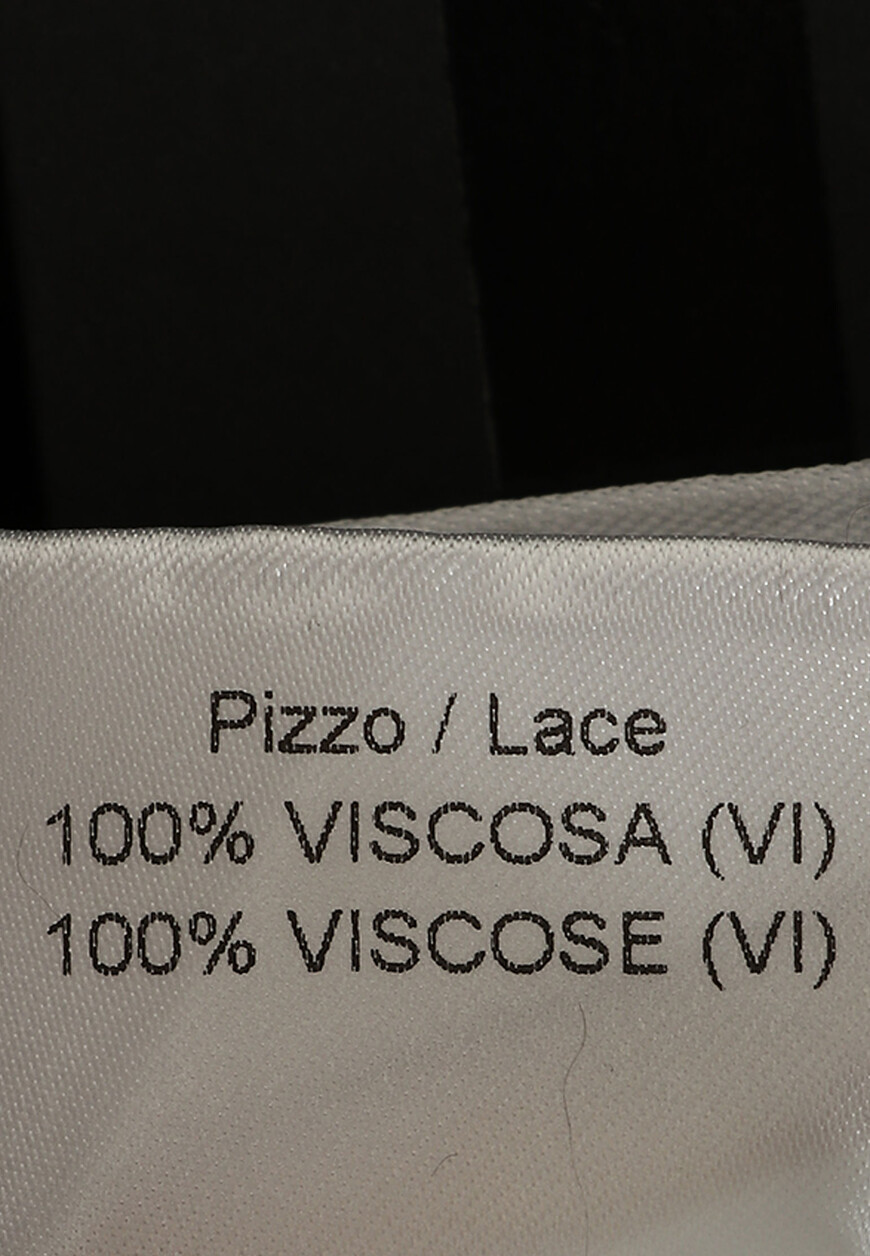 Pizzo / Lace
100% VISCOSA (VI)
100% VISCOSE (VI)